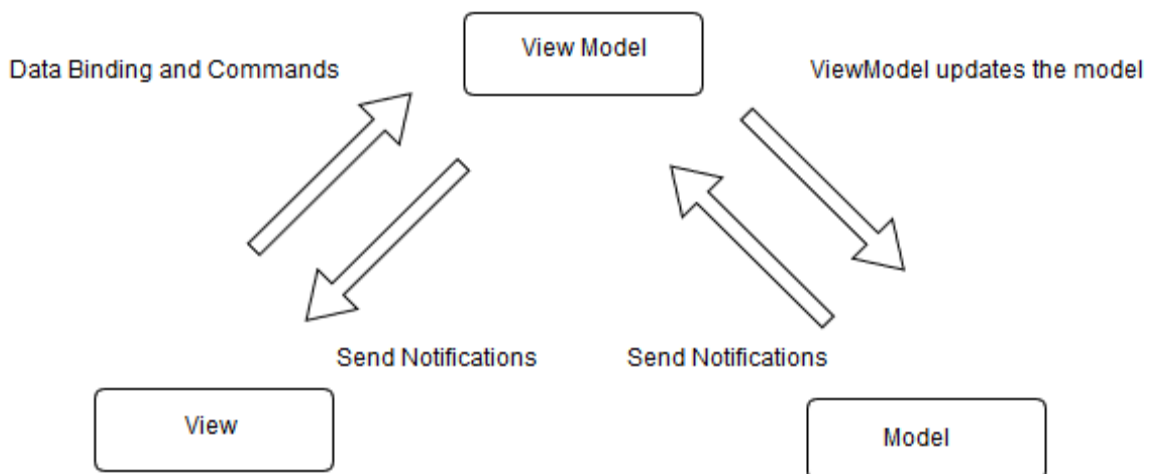 View Model
Data Binding and Commands
ViewModel updates the model
Send Notifications
Send Notifications
View
Model